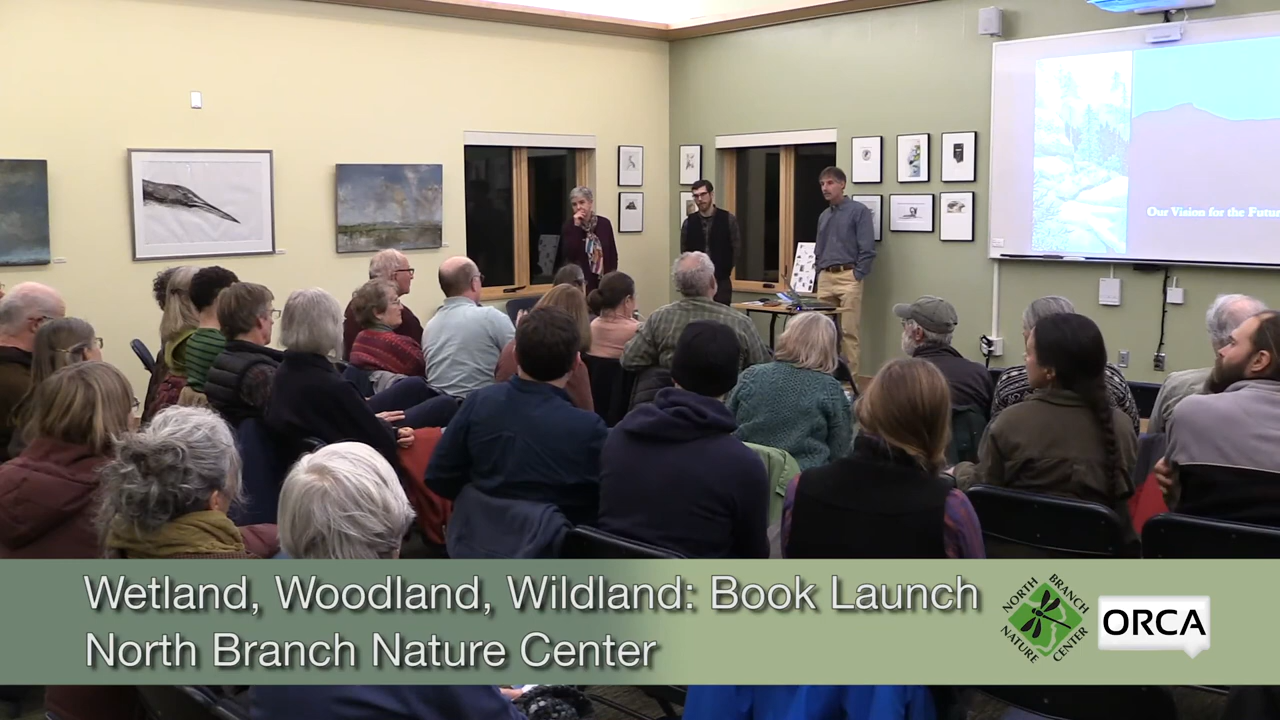 Our Vision for the Futu
Wetland, Woodland, Wildland: Book Launch
North Branch Nature Center
NORTH BRANCH
NATURE CENTER
ORCA